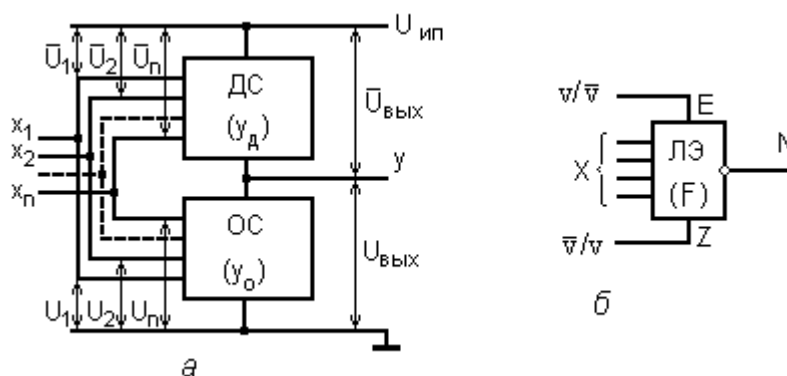 U ип
Ū₁ Ū₂ Ūₙ
ДС
(yд)
Ūвых
x₁
x₂
xₙ
y
ОС
(yо)
Uвых
U₁ U₂ Uₙ
а
v/v̅
E
X
ЛЭ
(F)
N
v̅/v
Z
б